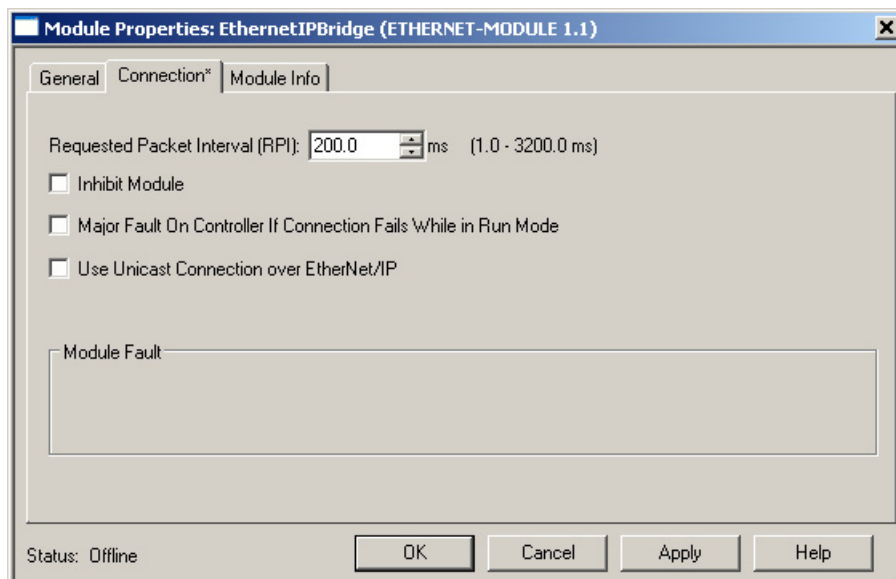 Module Properties: EthernetIPBridge (ETHERNET-MODULE 1.1)
General Connection* Module Info
Requested Packet Interval (RPI): 200.0 ms (1.0 - 3200.0 ms)
Inhibit Module
Major Fault On Controller If Connection Fails While in Run Mode
Use Unicast Connection over EtherNet/IP
Module Fault
Status: Offline OK Cancel Apply Help